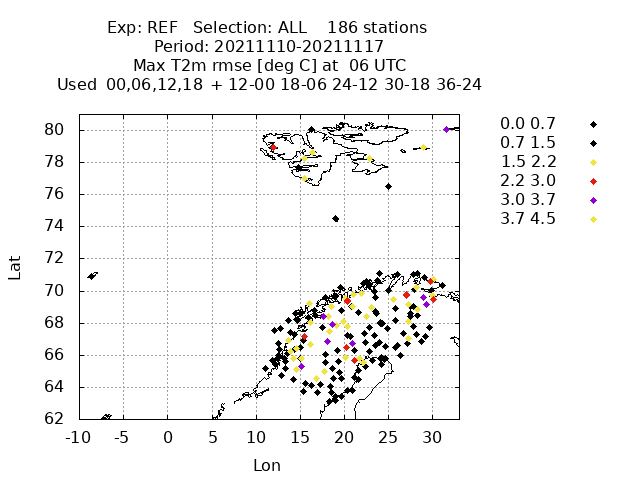 Exp: REF   Selection: ALL    186 stations
Period: 20211110-20211117
Max T2m rmse [deg C] at  06 UTC
Used  00,06,12,18  + 12-00 18-06 24-12 30-18 36-24
0.0 0.7
0.7 1.5
1.5 2.2
2.2 3.0
3.0 3.7
3.7 4.5
Lat
80
78
76
74
72
70
68
66
64
62
-10 -5 0 5 10 15 20 25 30
Lon